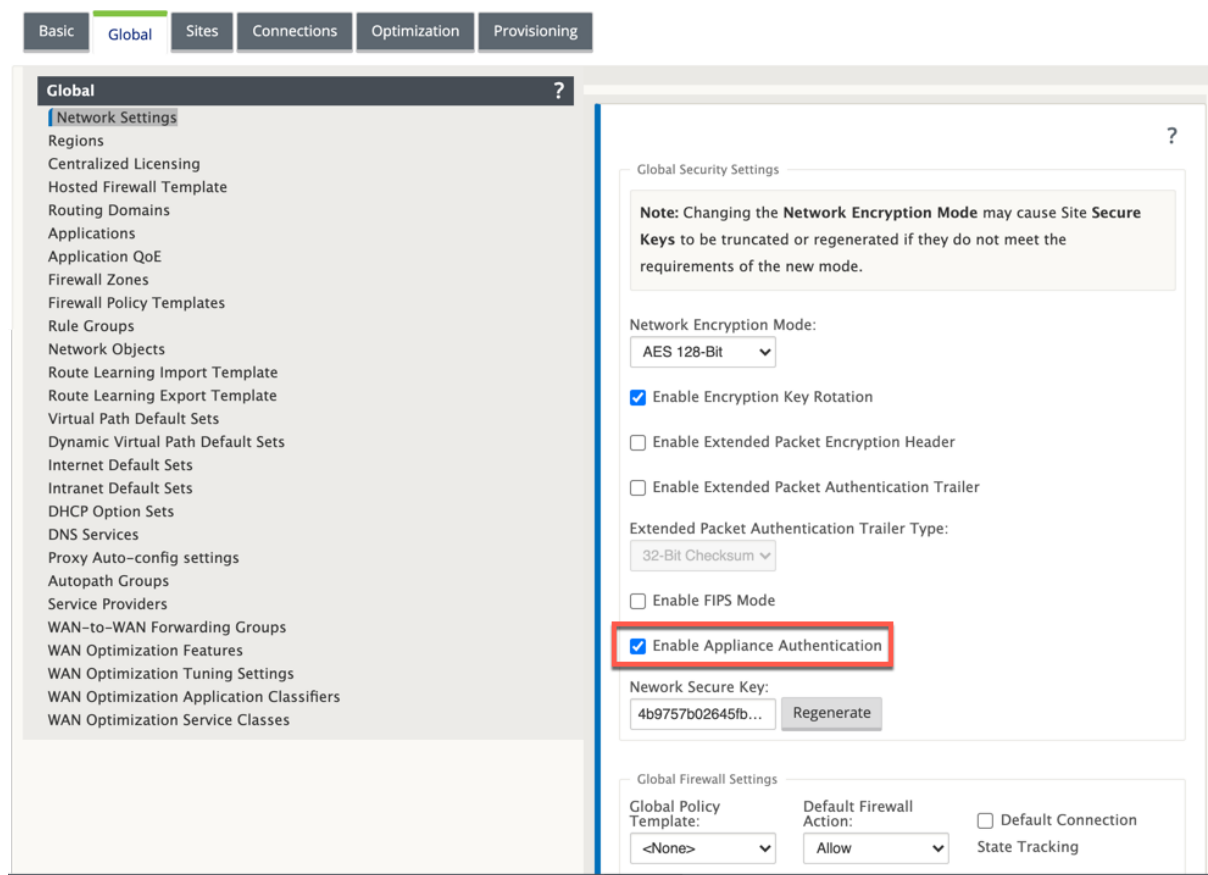 Basic Global Sites Connections Optimization Provisioning
Global ?
Network Settings
Regions
Centralized Licensing
Hosted Firewall Template
Routing Domains
Applications
Application QoE
Firewall Zones
Firewall Policy Templates
Rule Groups
Network Objects
Route Learning Import Template
Route Learning Export Template
Virtual Path Default Sets
Dynamic Virtual Path Default Sets
Internet Default Sets
Intranet Default Sets
DHCP Option Sets
DNS Services
Proxy Auto-config settings
Autopath Groups
Service Providers
WAN-to-WAN Forwarding Groups
WAN Optimization Features
WAN Optimization Tuning Settings
WAN Optimization Application Classifiers
WAN Optimization Service Classes
?
Global Security Settings
Note: Changing the Network Encryption Mode may cause Site Secure
Keys to be truncated or regenerated if they do not meet the
requirements of the new mode.
Network Encryption Mode:
AES 128-Bit
Enable Encryption Key Rotation
Enable Extended Packet Encryption Header
Enable Extended Packet Authentication Trailer
Extended Packet Authentication Trailer Type:
32-Bit Checksum
Enable FIPS Mode
Enable Appliance Authentication
Nework Secure Key:
4b9757b02645fb... Regenerate
Global Firewall Settings
Global Policy
Template:
<None>
Default Firewall
Action:
Allow
Default Connection
State Tracking